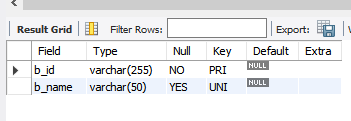 Result Grid Filter Rows: Export:
Field Type Null Key Default Extra
b_id varchar(255) NO PRI NULL
b_name varchar(50) YES UNI NULL